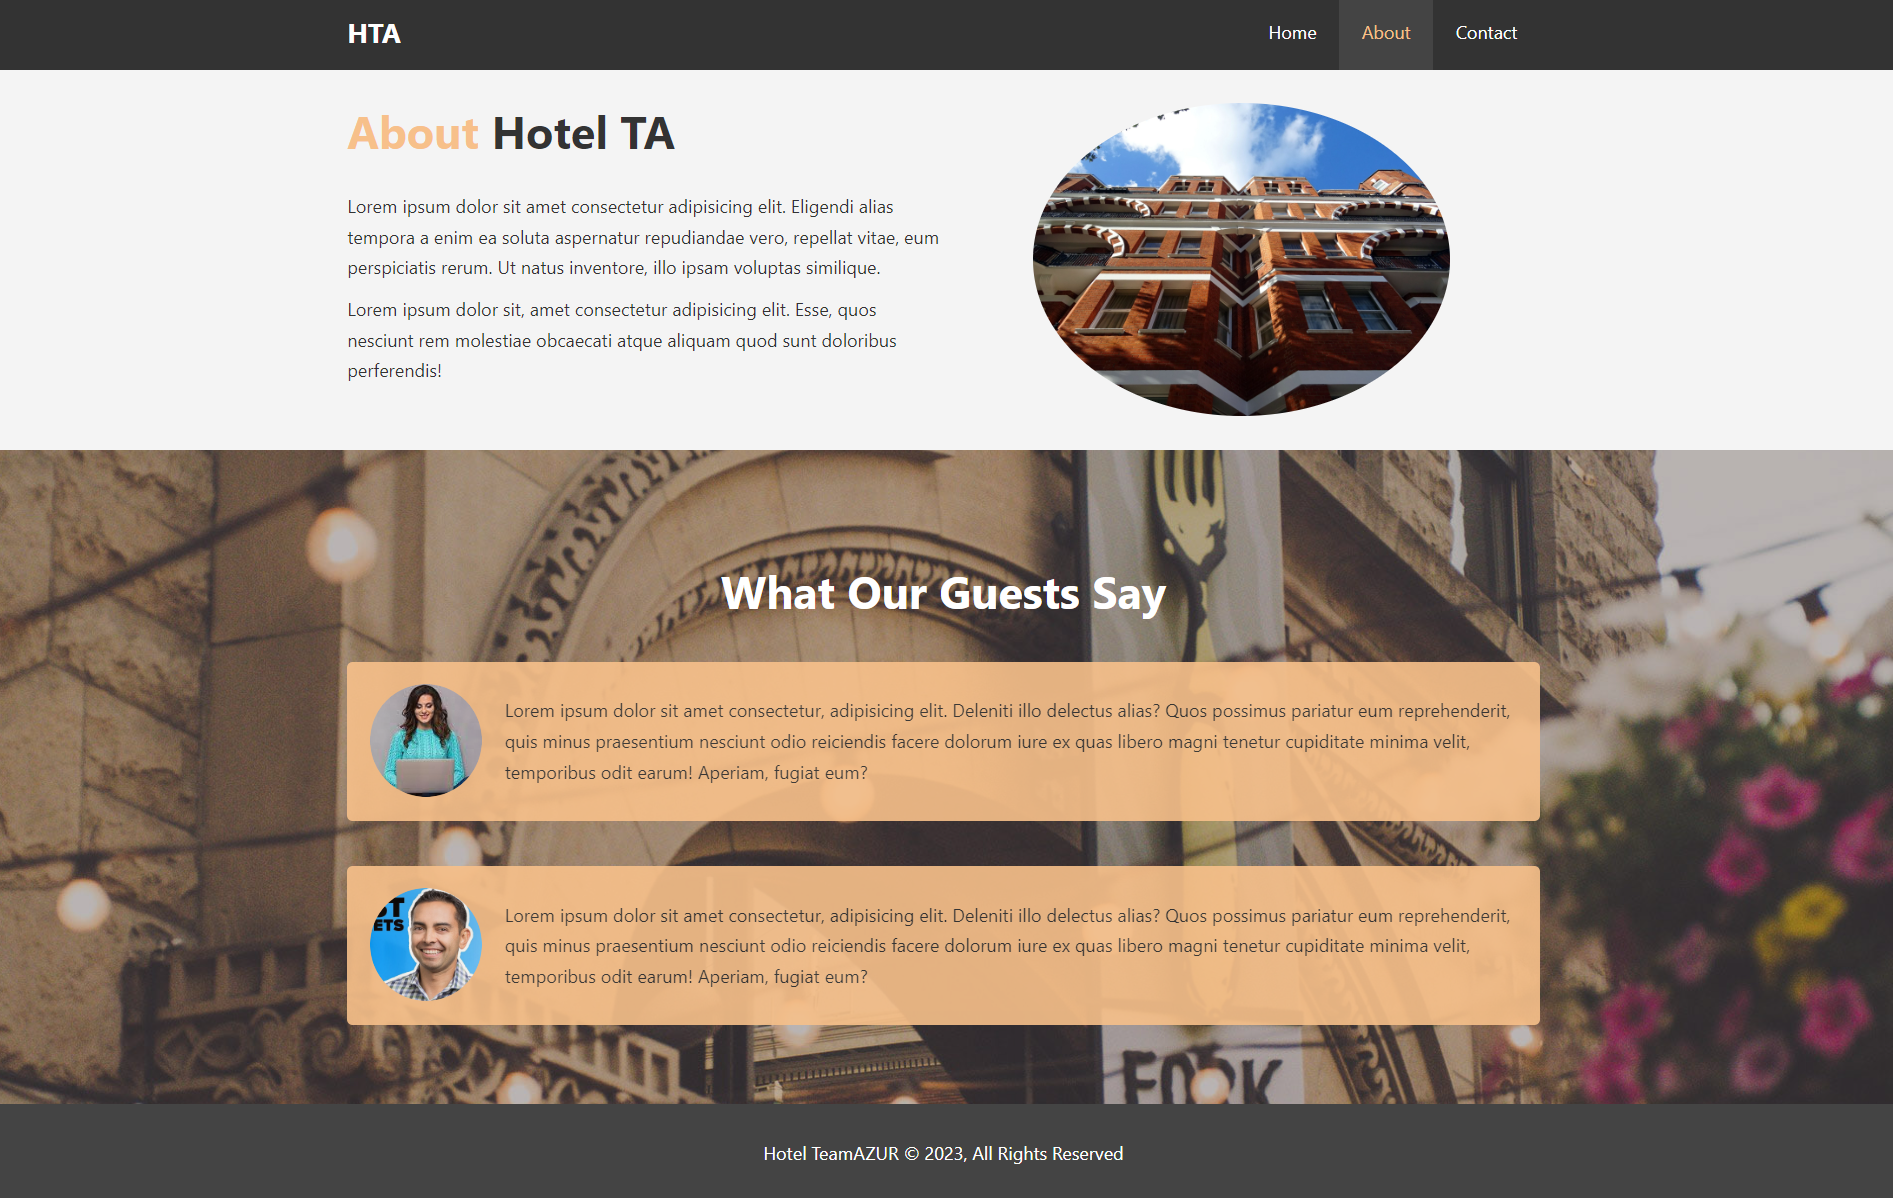 HTA
Home
About
Contact
About Hotel TA
Lorem ipsum dolor sit amet consectetur adipisicing elit. Eligendi alias
tempora a enim ea soluta aspernatur repudiandae vero, repellat vitae, eum
perspiciatis rerum. Ut natus inventore, illo ipsam voluptas similique.
Lorem ipsum dolor sit, amet consectetur adipisicing elit. Esse, quos
nesciunt rem molestiae obcaecati atque aliquam quod sunt doloribus
perferendis!
What Our Guests Say
Lorem ipsum dolor sit amet consectetur, adipisicing elit. Deleniti illo delectus alias? Quos possimus pariatur eum reprehenderit,
quis minus praesentium nesciunt odio reiciendis facere dolorum iure ex quas libero magni tenetur cupiditate minima velit,
temporibus odit earum! Aperiam, fugiat eum?
ST
ETS
Lorem ipsum dolor sit amet consectetur, adipisicing elit. Deleniti illo delectus alias? Quos possimus pariatur eum reprehenderit,
quis minus praesentium nesciunt odio reiciendis facere dolorum iure ex quas libero magni tenetur cupiditate minima velit,
temporibus odit earum! Aperiam, fugiat eum?
FORK
Hotel TeamAZUR © 2023, All Rights Reserved